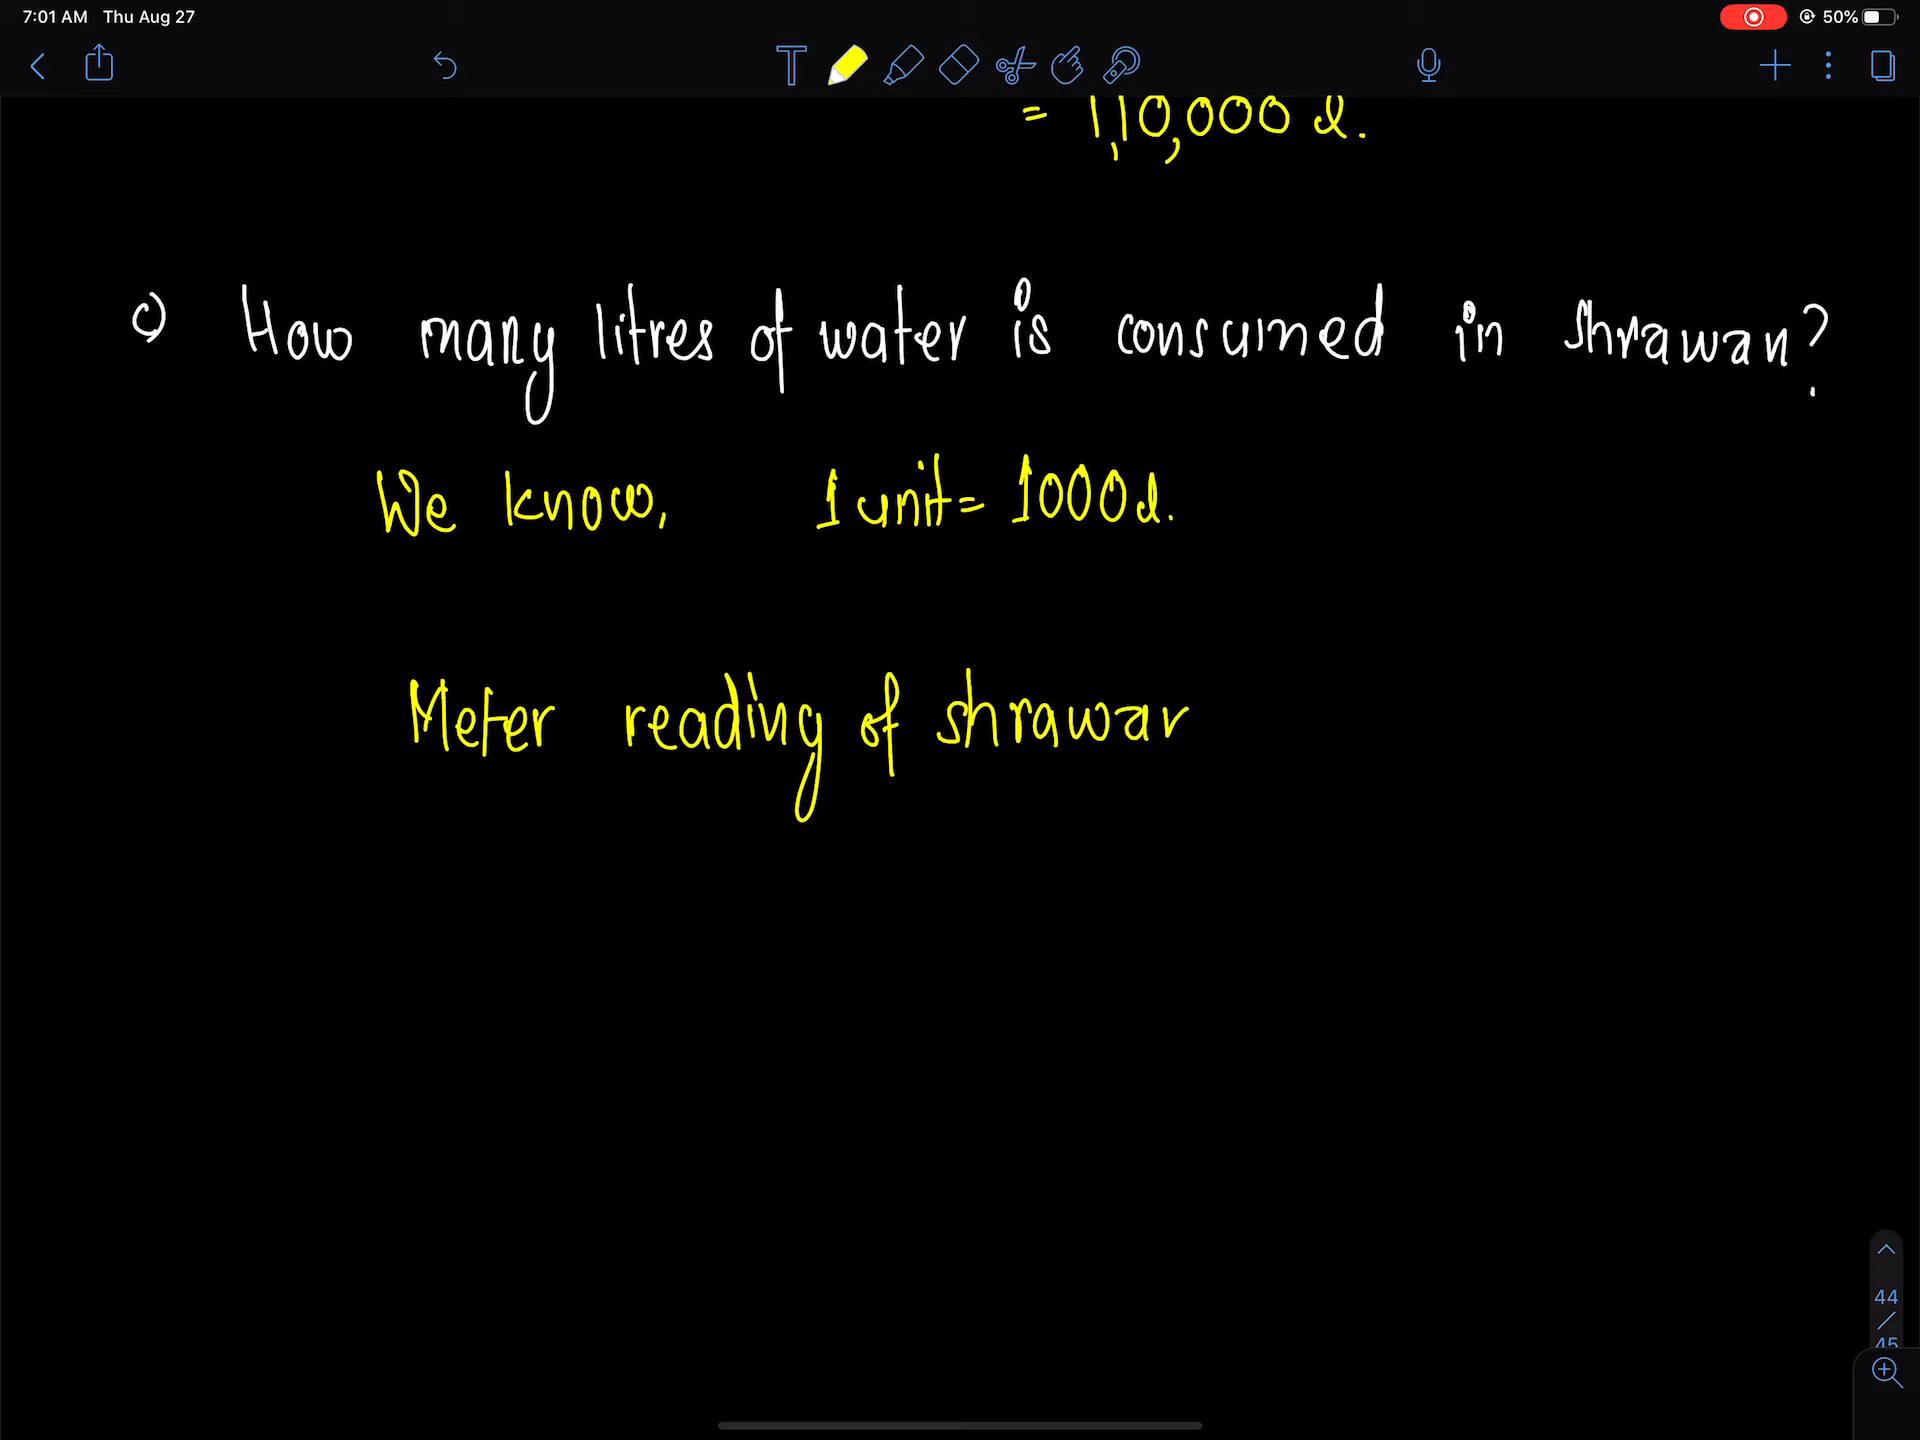 7:01 AM Thu Aug 27
50%
= 1,10,000 l.
c) How many litres of water is consumed in Shrawan?
We know, 1 unit = 1000 l.
Meter reading of shrawar
44
/
45